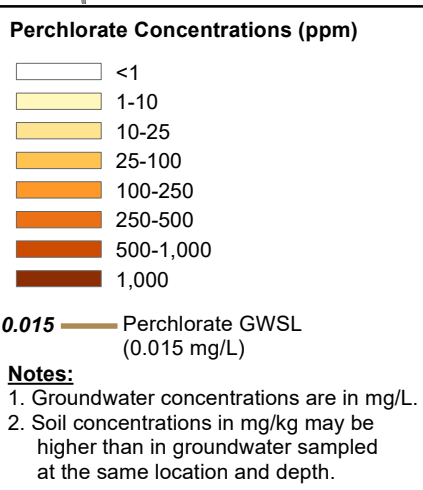 Perchlorate Concentrations (ppm)
<1
1-10
10-25
25-100
100-250
250-500
500-1,000
1,000
0.015 Perchlorate GWSL
(0.015 mg/L)
Notes:
1. Groundwater concentrations are in mg/L.
2. Soil concentrations in mg/kg may be
higher than in groundwater sampled
at the same location and depth.